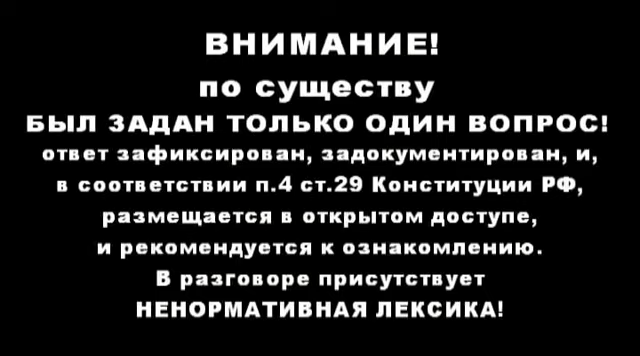 ВНИМАНИЕ!
по существу
БЫЛ ЗАДАН ТОЛЬКО ОДИН ВОПРОС!
ответ зафиксирован, задокументирован, и,
в соответствии п.4 ст.29 Конституции РФ,
размещается в открытом доступе,
и рекомендуется к ознакомлению.
В разговоре присутствует
НЕНОРМАТИВНАЯ ЛЕКСИКА!